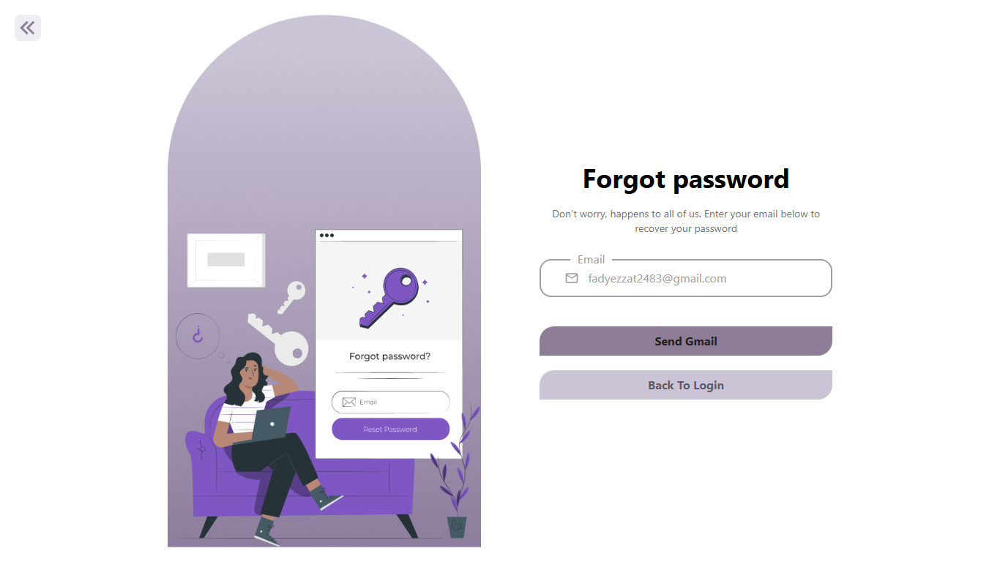 Forgot password
Don't worry, happens to all of us. Enter your email below to
recover your password
Email
fadyezzat2483@gmail.com
Send Gmail
Back To Login
¿
Forgot password?
Email
Reset Password